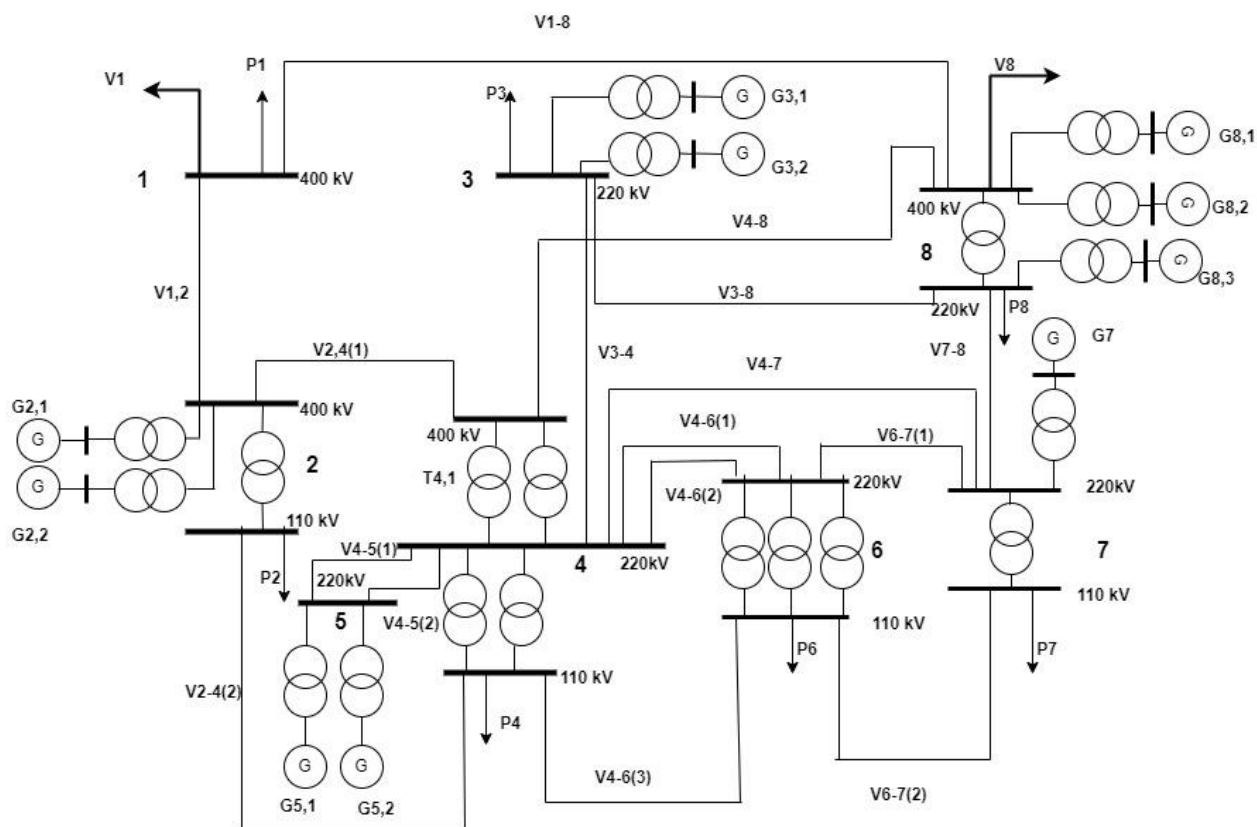 V1-8
V1
P1
P3
G
G3,1
V8
G
G8,1
G
G3,2
1
400 kV
3
220 kV
400 kV
G
G8,2
V4-8
8
G
G8,3
V1,2
V3-8
220kV
P8
V2,4(1)
V3-4
V4-7
V7-8
G
G7
G2,1
G
400 kV
400 kV
V4-6(1)
V6-7(1)
G
2
T4,1
V4-6(2)
220kV
220kV
G2,2
110 kV
V4-5(1)
4
220kV
6
7
P2
220kV
5
V4-5(2)
110 kV
110 kV
P6
P7
V2-4(2)
110 kV
P4
G
G
V4-6(3)
V6-7(2)
G5,1
G5,2